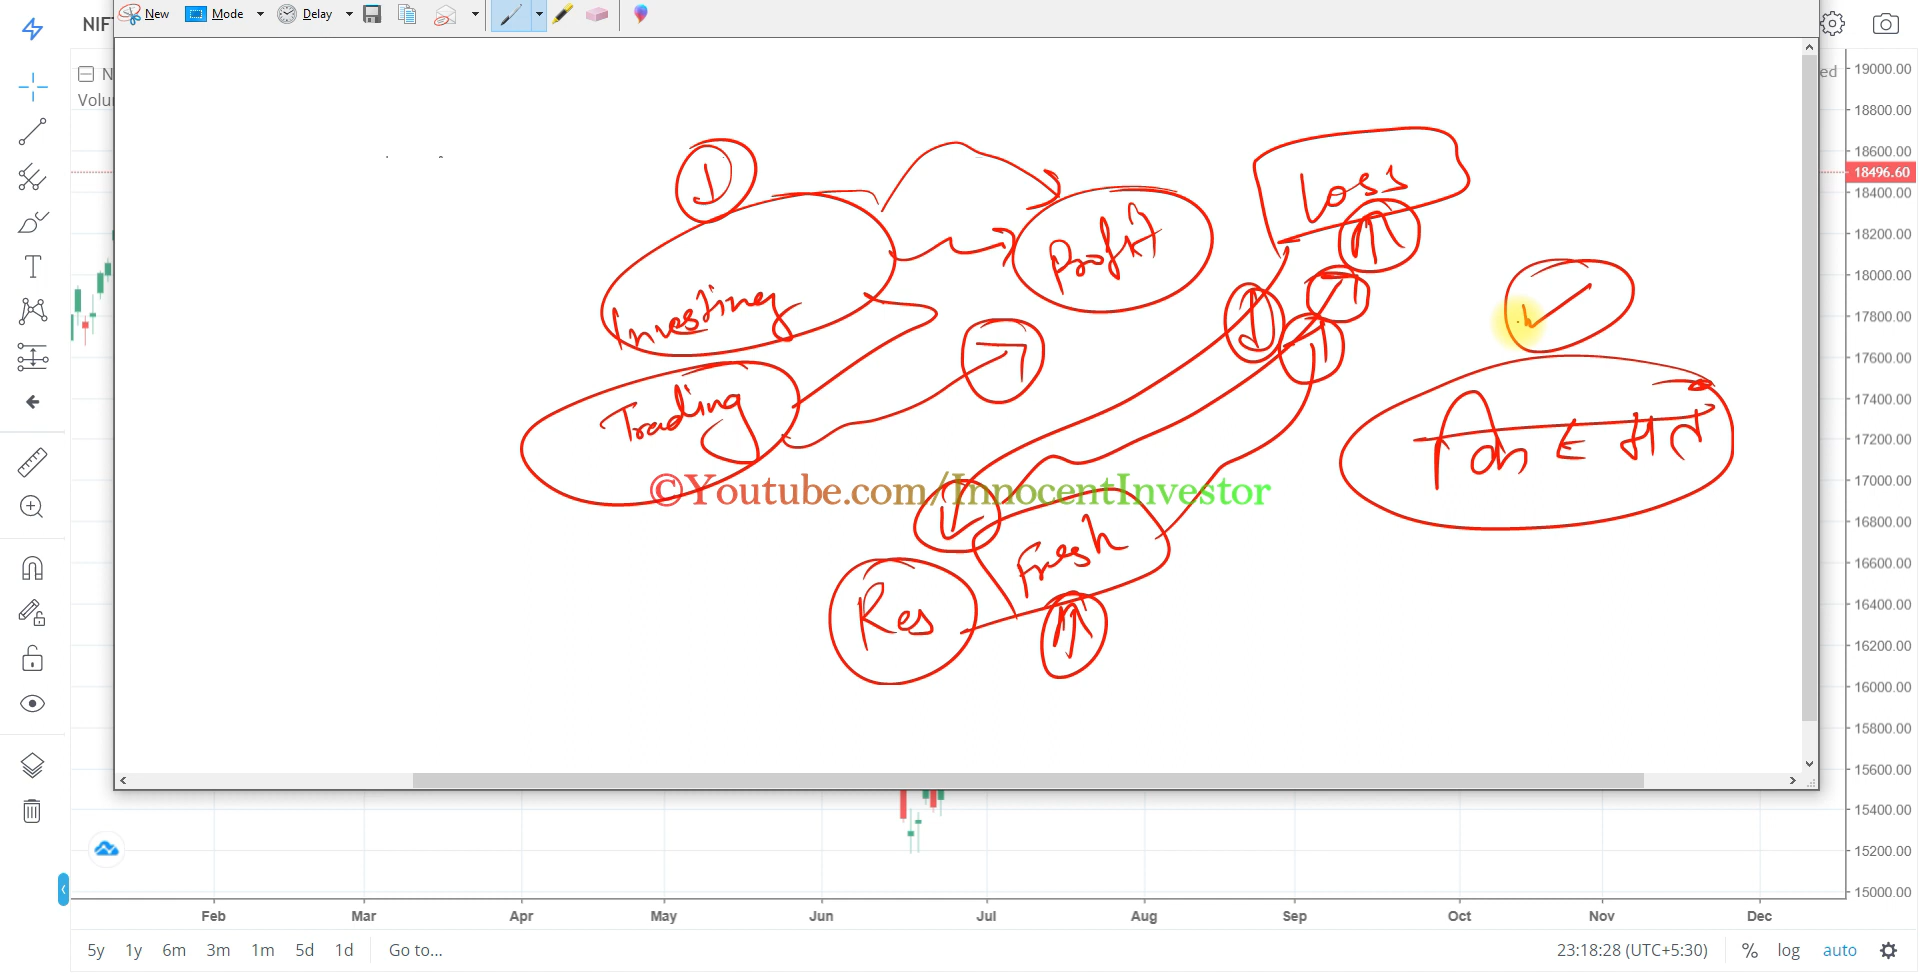 New Mode Delay
NIF
N
Volu
ed
19000.00
18800.00
18600.00
18496.60
18400.00
18200.00
18000.00
17800.00
17600.00
17400.00
17200.00
17000.00
16800.00
16600.00
16400.00
16200.00
16000.00
15800.00
15600.00
15400.00
15200.00
15000.00
Loss
Profit
Investing
Trading
©Youtube.com/InnocentInvestor
Fresh
Res
Feb Mar Apr May Jun Jul Aug Sep Oct Nov Dec
5y 1y 6m 3m 1m 5d 1d Go to... 23:18:28 (UTC+5:30) % log auto